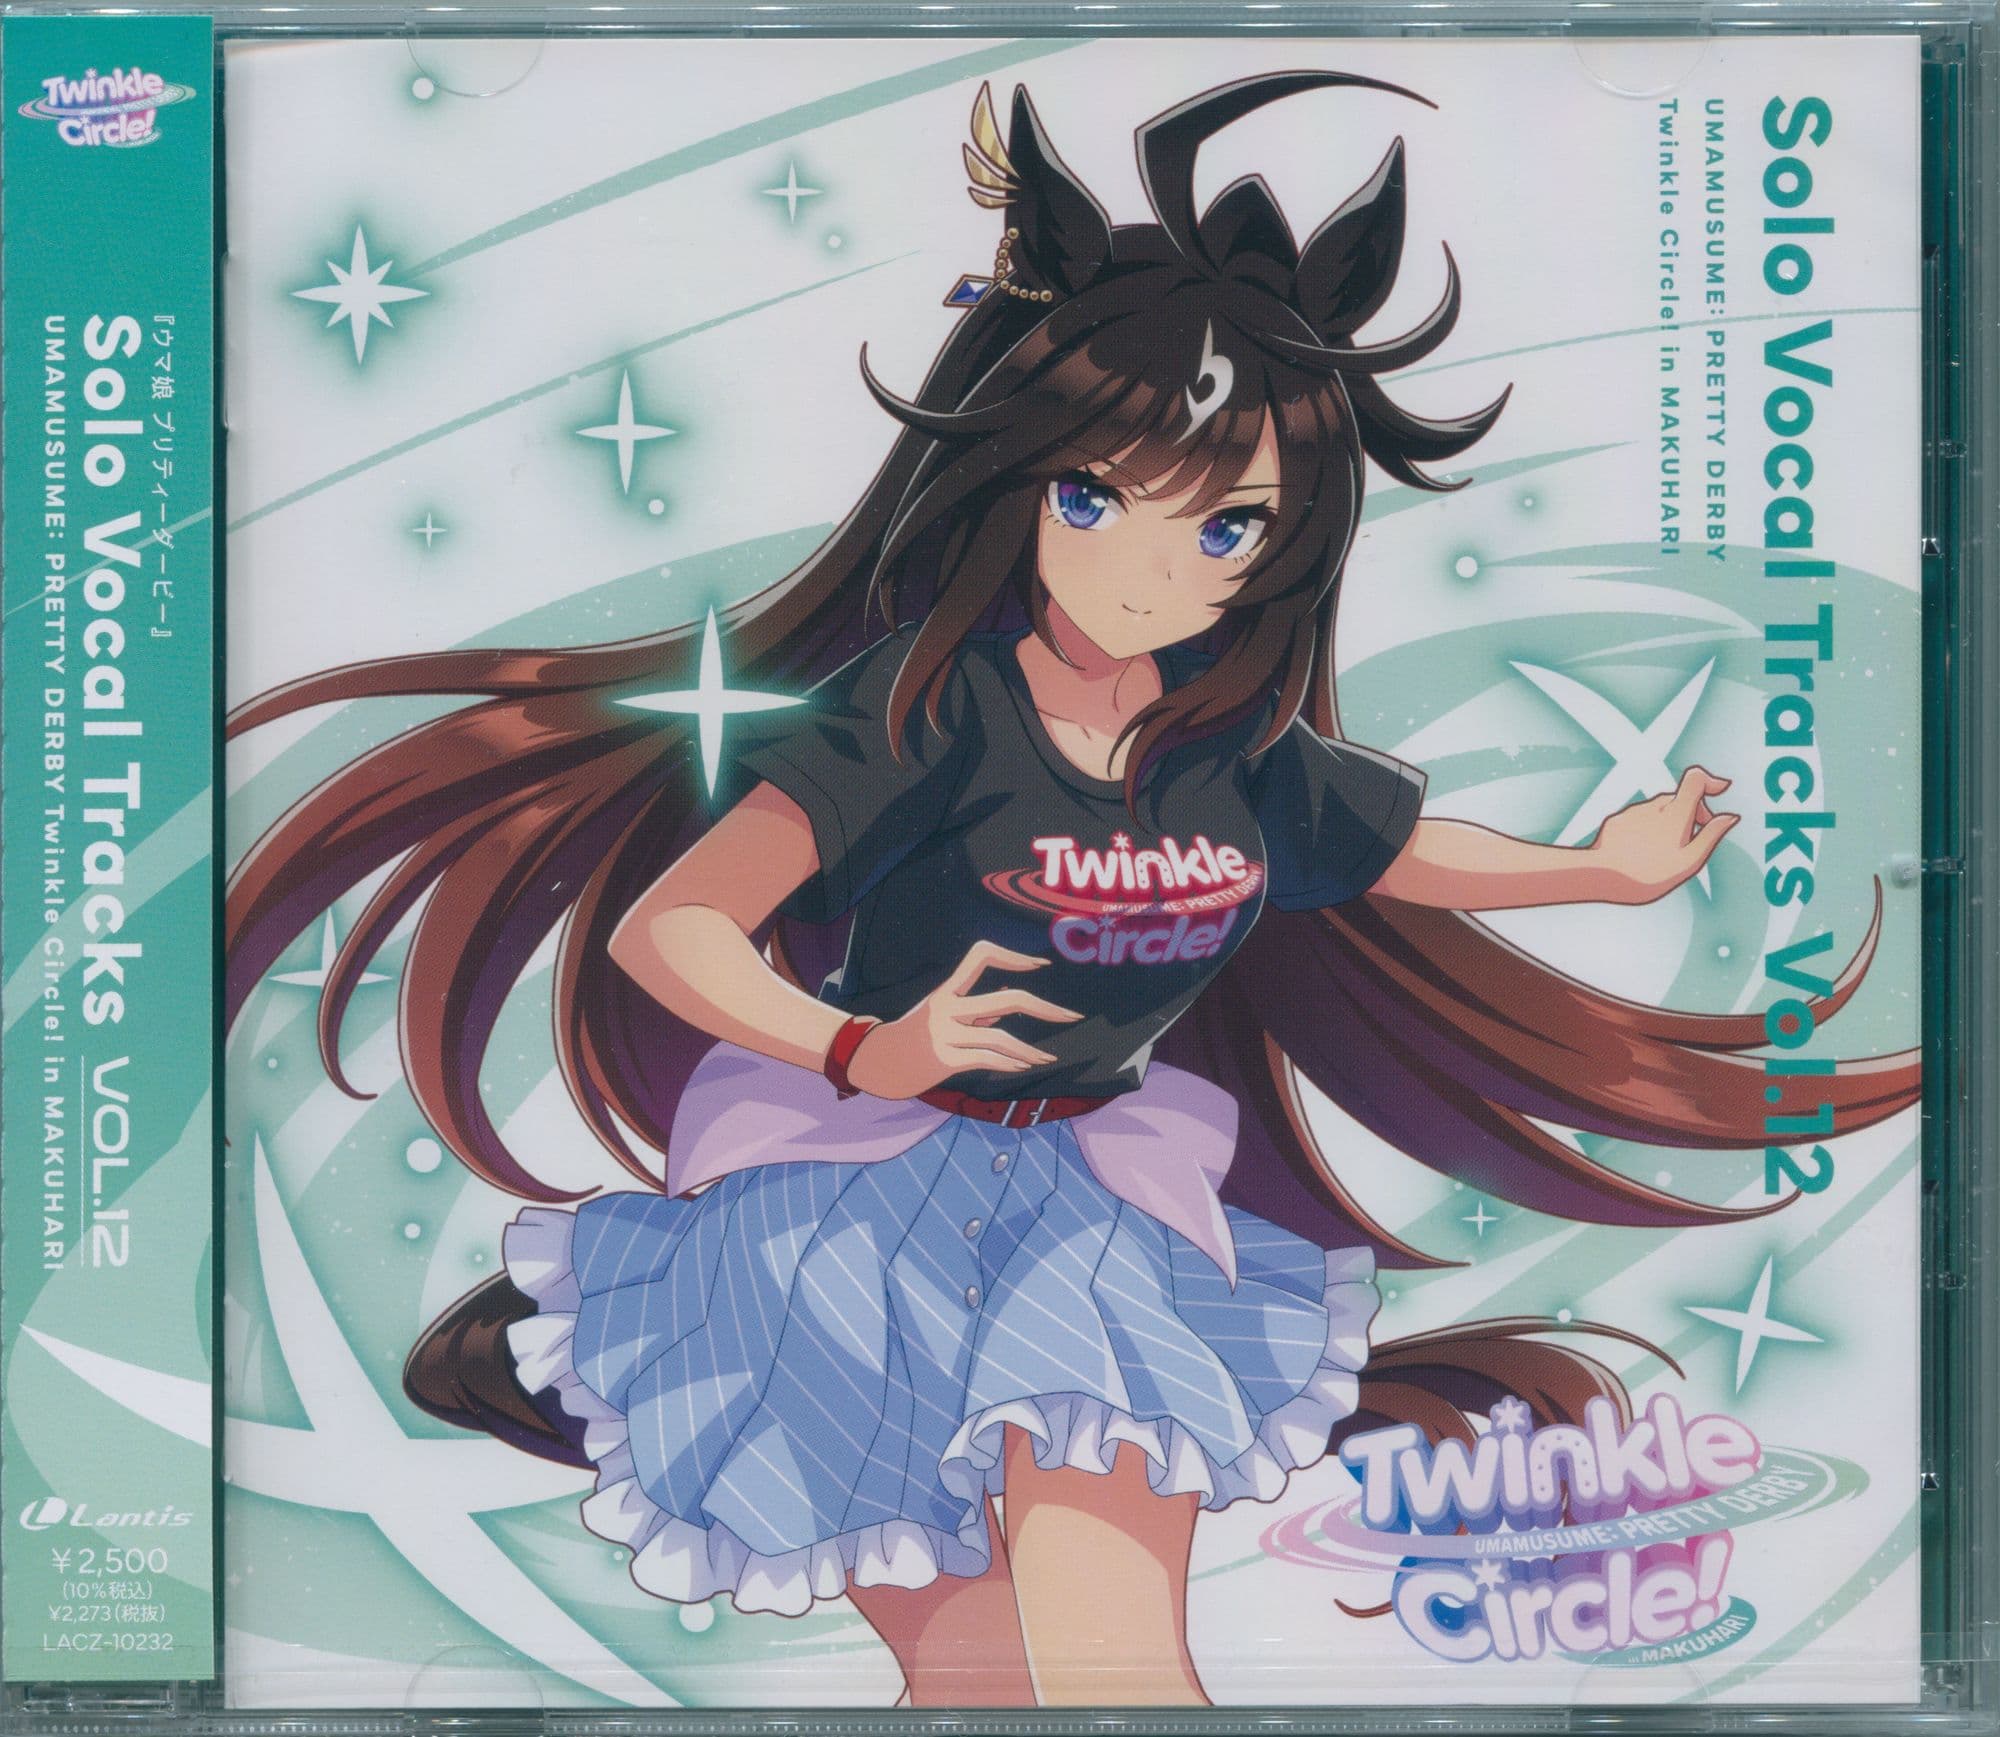 Twinkle
Circle!
『ウマ娘 プリティーダービー』
Solo Vocal Tracks VOL.12
UMAMUSUME: PRETTY DERBY Twinkle Circle! in MAKUHARI
Lantis
¥2,500
(10%税込)
¥2,273(税抜)
LACZ-10232
Solo Vocal Tracks Vol.12
UMAMUSUME: PRETTY DERBY
Twinkle Circle! in MAKUHARI
Twinkle
UMAMUSUME: PRETTY DERBY
Circle!
Twinkle
UMAMUSUME: PRETTY DERBY
Circle!
in MAKUHARI